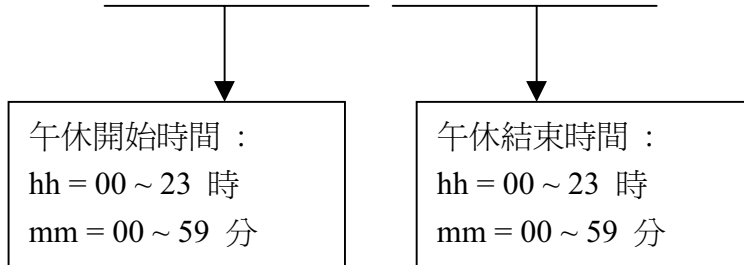 午休開始時間：
hh = 00 ~ 23 時
mm = 00 ~ 59 分
午休結束時間：
hh = 00 ~ 23 時
mm = 00 ~ 59 分